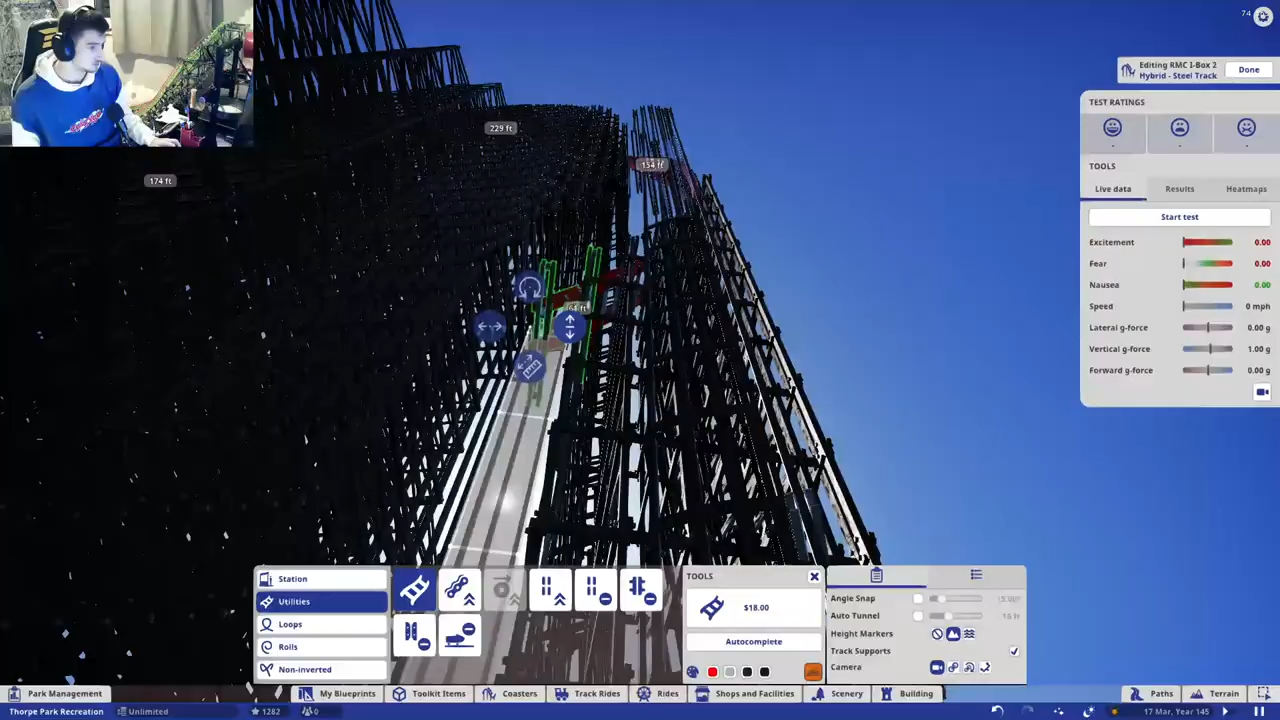 74
Editing RMC I-Box 2
Hybrid - Steel Track
Done
TEST RATINGS
-
-
-
TOOLS
Live data
Results
Heatmaps
Start test
Excitement 0.00
Fear 0.00
Nausea 0.00
Speed 0 mph
Lateral g-force 0.00 g
Vertical g-force 1.00 g
Forward g-force 0.00 g
229 ft
154 ft
174 ft
Station
Utilities
Loops
Rolls
Non-inverted
TOOLS
$18.00
Autocomplete
Angle Snap
Auto Tunnel
Height Markers
Track Supports
Camera
Park Management
My Blueprints
Toolkit Items
Coasters
Track Rides
Rides
Shops and Facilities
Scenery
Building
Paths
Terrain
Thorpe Park Recreation
Unlimited
1282
0
17 Mar, Year 145